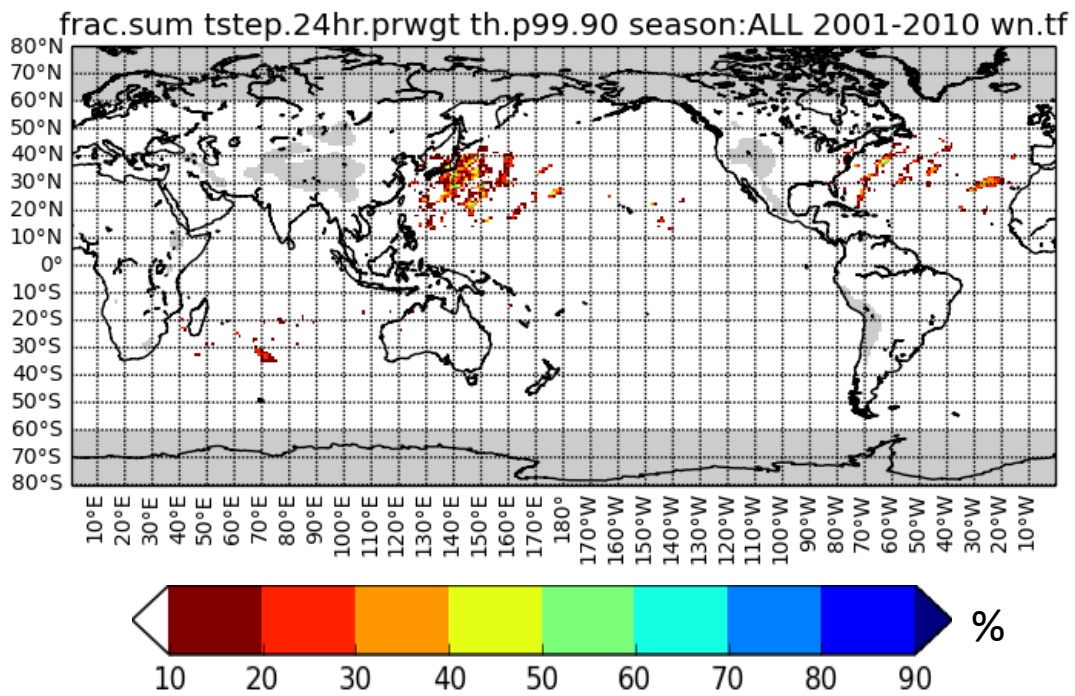 frac.sum tstep.24hr.prwgt th.p99.90 season:ALL 2001-2010 wn.tf
80°N
70°N
60°N
50°N
40°N
30°N
20°N
10°N
0°
10°S
20°S
30°S
40°S
50°S
60°S
70°S
80°S
10°E 20°E 30°E 40°E 50°E 60°E 70°E 80°E 90°E 100°E 110°E 120°E 130°E 140°E 150°E 160°E 170°E 180° 170°W 160°W 150°W 140°W 130°W 120°W 110°W 100°W 90°W 80°W 70°W 60°W 50°W 40°W 30°W 20°W 10°W
%
10 20 30 40 50 60 70 80 90